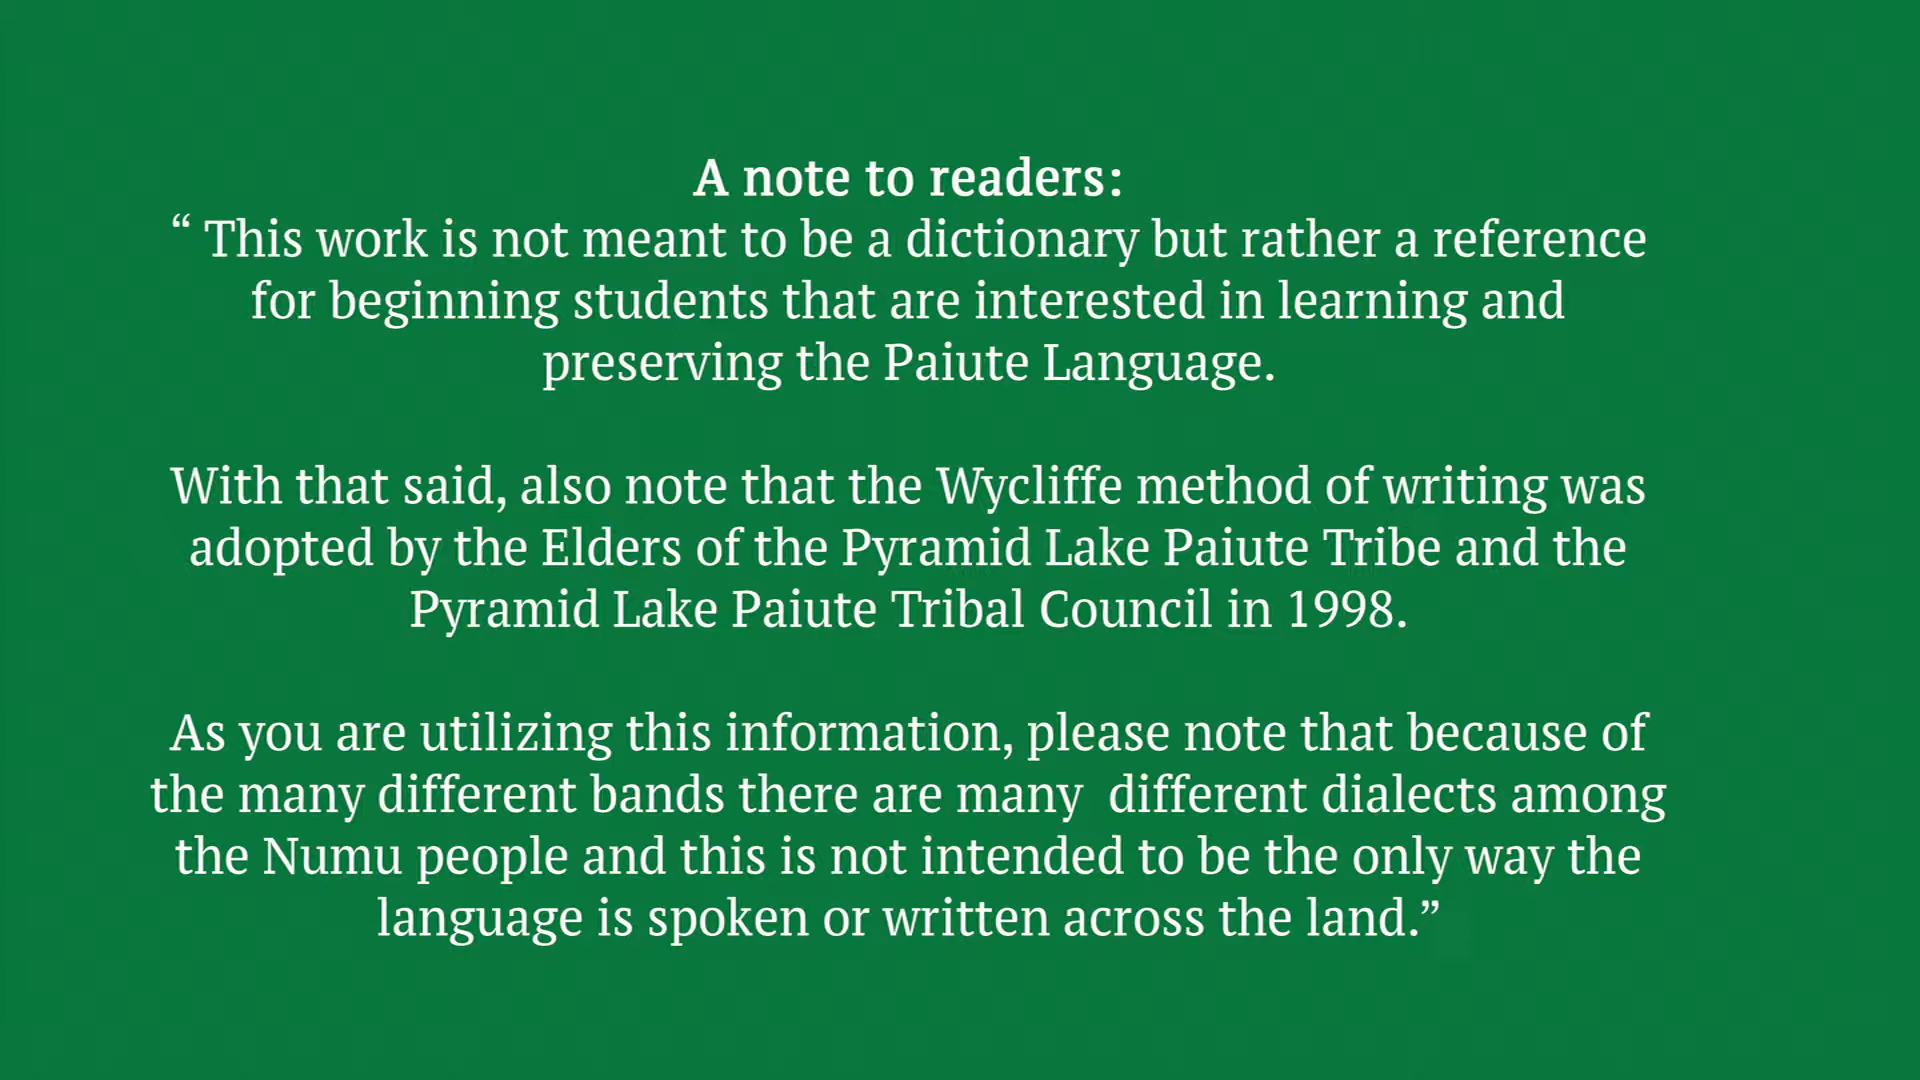 A note to readers:
“ This work is not meant to be a dictionary but rather a reference
for beginning students that are interested in learning and
preserving the Paiute Language.
With that said, also note that the Wycliffe method of writing was
adopted by the Elders of the Pyramid Lake Paiute Tribe and the
Pyramid Lake Paiute Tribal Council in 1998.
As you are utilizing this information, please note that because of
the many different bands there are many  different dialects among
the Numu people and this is not intended to be the only way the
language is spoken or written across the land.”